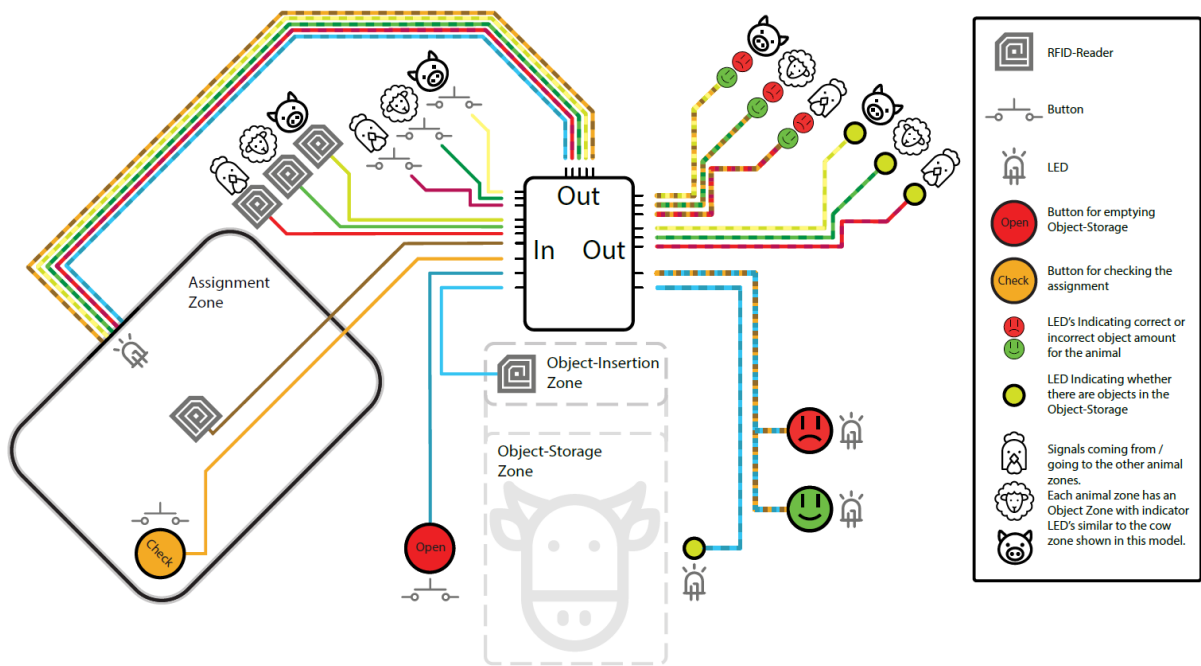 Out
In
Out
Assignment
Zone
Object-Insertion
Zone
Object-Storage
Zone
Check
Open
RFID-Reader
Button
LED
Open
Button for emptying
Object-Storage
Check
Button for checking the
assignment
LED's Indicating correct or
incorrect object amount
for the animal
LED Indicating whether
there are objects in the
Object-Storage
Signals coming from /
going to the other animal
zones.
Each animal zone has an
Object Zone with indicator
LED's similar to the cow
zone shown in this model.